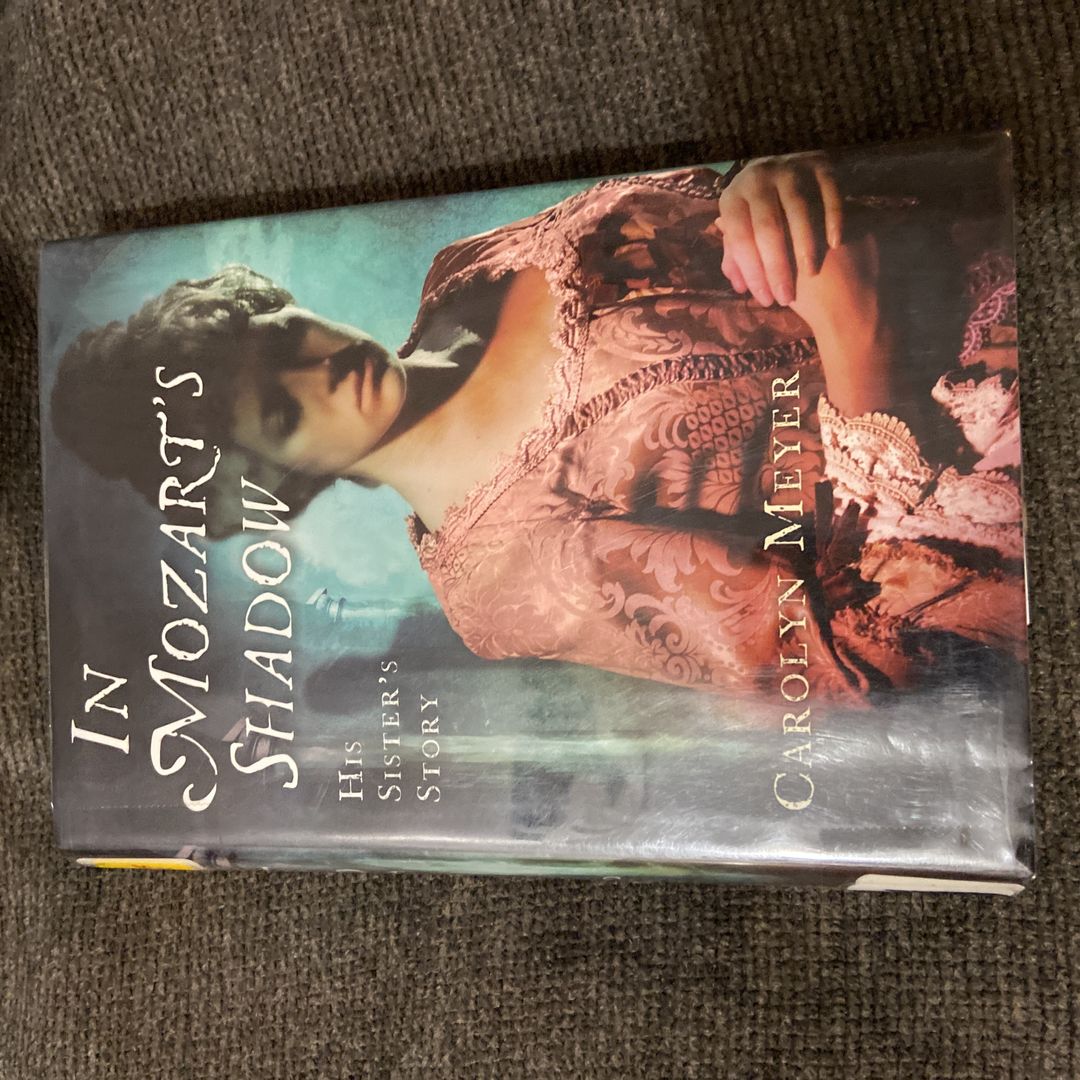 IN
MOZART'S
SHADOW
HIS
SISTER'S
STORY
CAROLYN MEYER